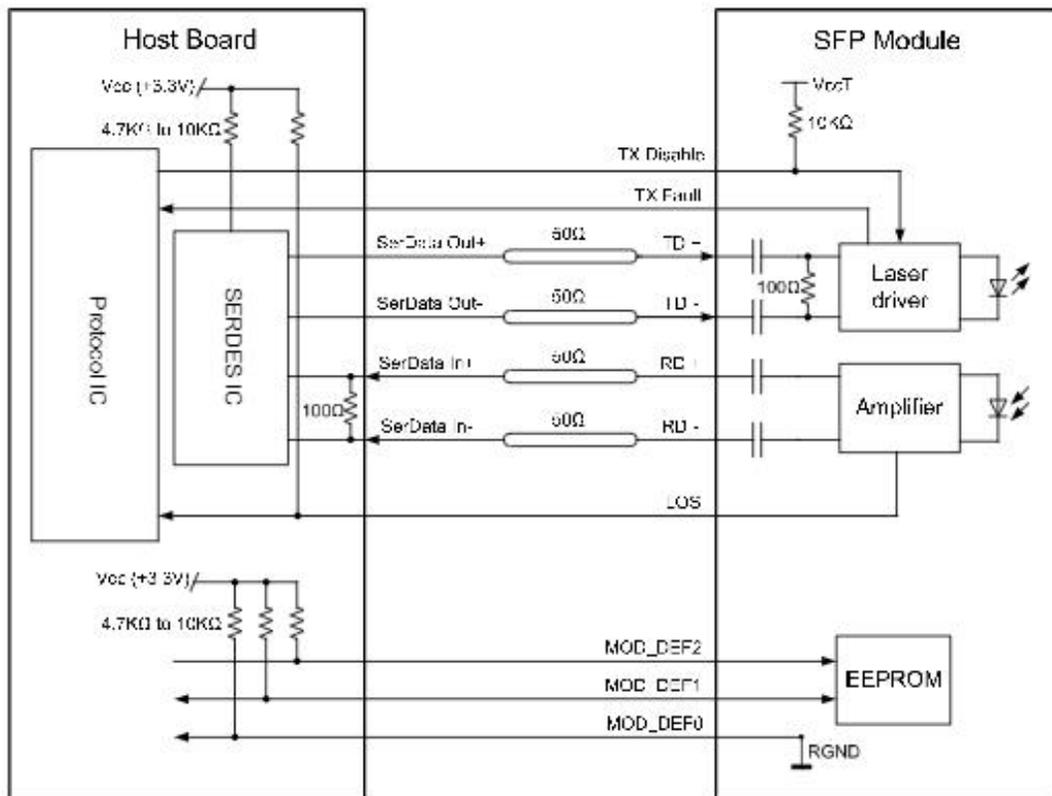 Host Board
SFP Module
Vcc (+3.3V)
4.7KΩ to 10KΩ
VccT
10KΩ
TX Disable
TX Fault
SerData Out+
50Ω
TD +
SerData Out-
50Ω
TD -
100Ω
Laser
driver
Protocol IC
SERDES IC
SerData In+
50Ω
RD +
100Ω
SerData In-
50Ω
RD -
Amplifier
LOS
Vcc (+3.3V)
4.7KΩ to 10KΩ
MOD_DEF2
MOD_DEF1
MOD_DEF0
EEPROM
RGND